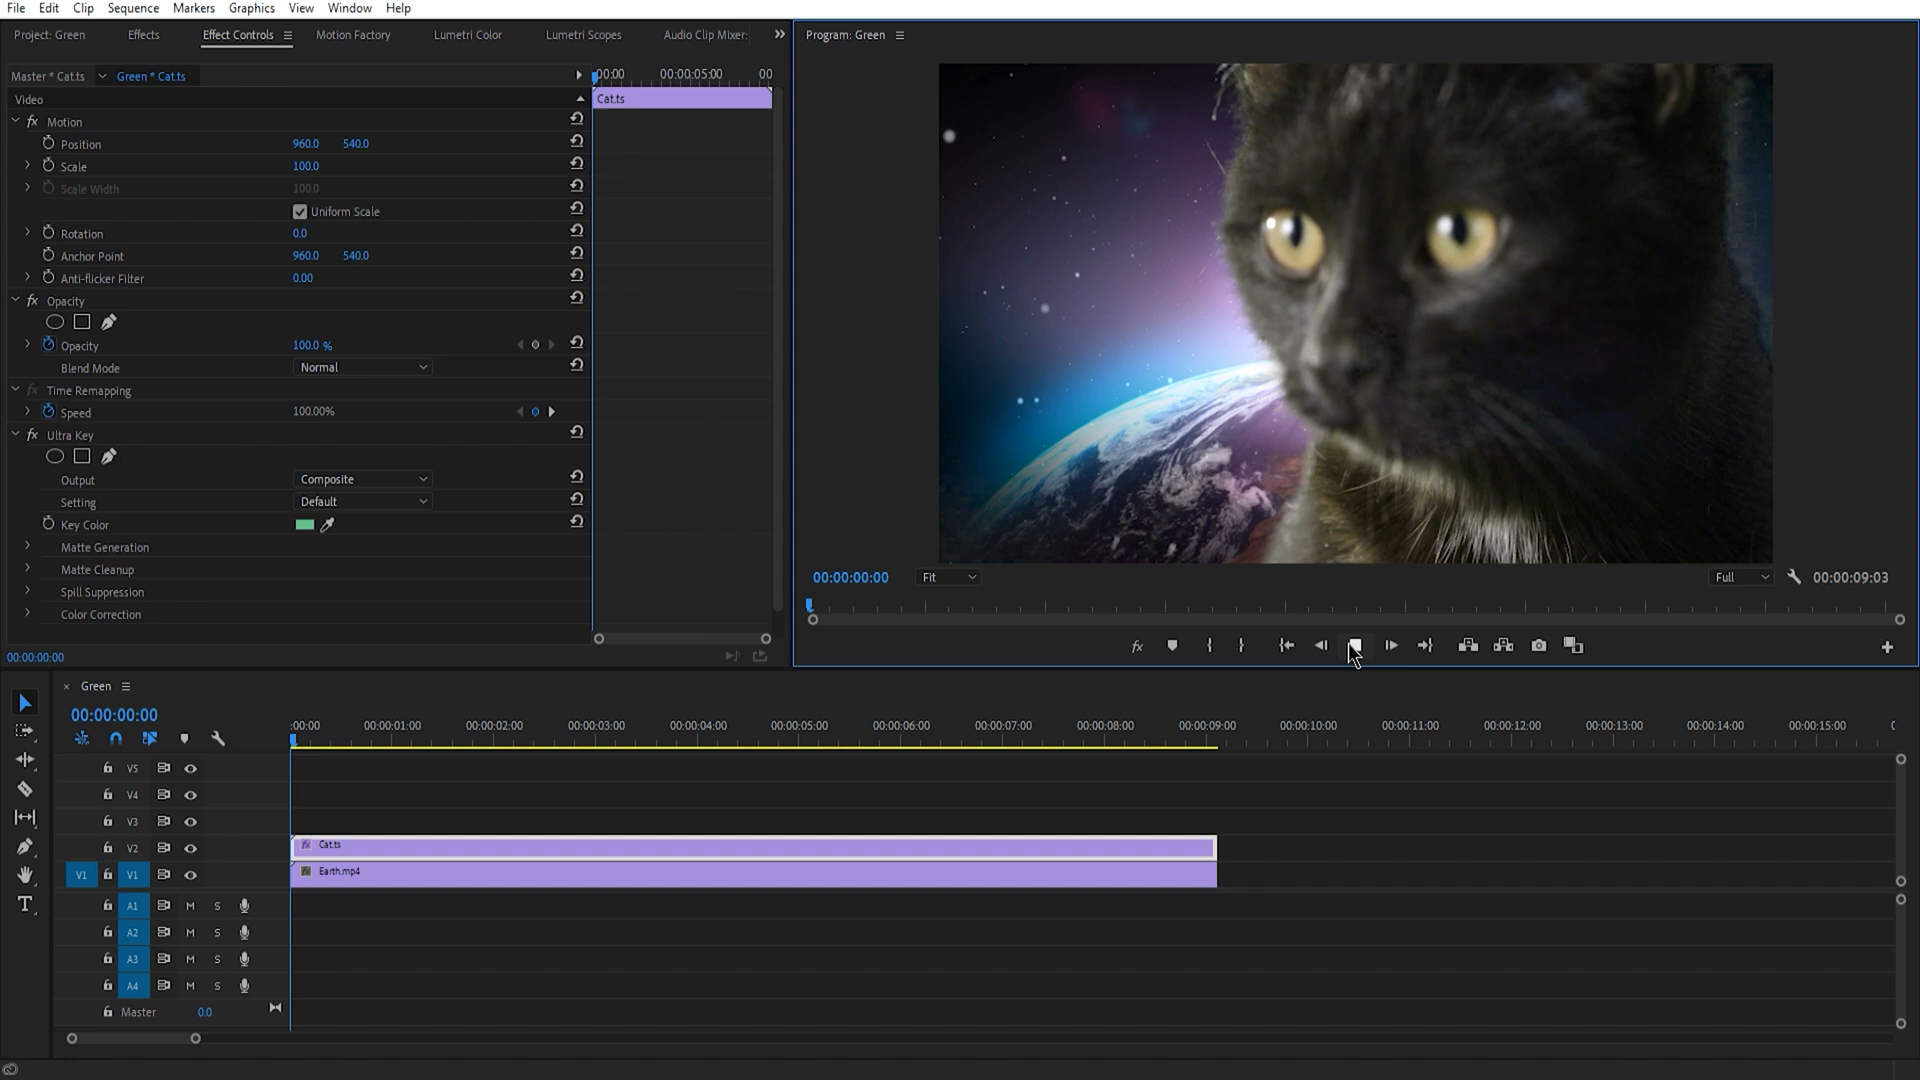 File Edit Clip Sequence Markers Graphics View Window Help
Project: Green Effects Effect Controls Motion Factory Lumetri Color Lumetri Scopes Audio Clip Mixer:
Program: Green
Master * Cat.ts Green * Cat.ts
:00:00 00:00:05:00 00
Video
Cat.ts
fx Motion
Position 960.0 540.0
Scale 100.0
Scale Width 100.0
Uniform Scale
Rotation 0.0
Anchor Point 960.0 540.0
Anti-flicker Filter 0.00
fx Opacity
Opacity 100.0 %
Blend Mode Normal
fx Time Remapping
Speed 100.00%
fx Ultra Key
Output Composite
Setting Default
Key Color
Matte Generation
Matte Cleanup
Spill Suppression
Color Correction
00:00:00:00
00:00:00:00 Fit Full 00:00:09:03
fx
Green
00:00:00:00
:00:00 00:00:01:00 00:00:02:00 00:00:03:00 00:00:04:00 00:00:05:00 00:00:06:00 00:00:07:00 00:00:08:00 00:00:09:00 00:00:10:00 00:00:11:00 00:00:12:00 00:00:13:00 00:00:14:00 00:00:15:00
V5
V4
V3
V2 fx Cat.ts
V1 V1 fx Earth.mp4
A1 M S
A2 M S
A3 M S
A4 M S
Master 0.0